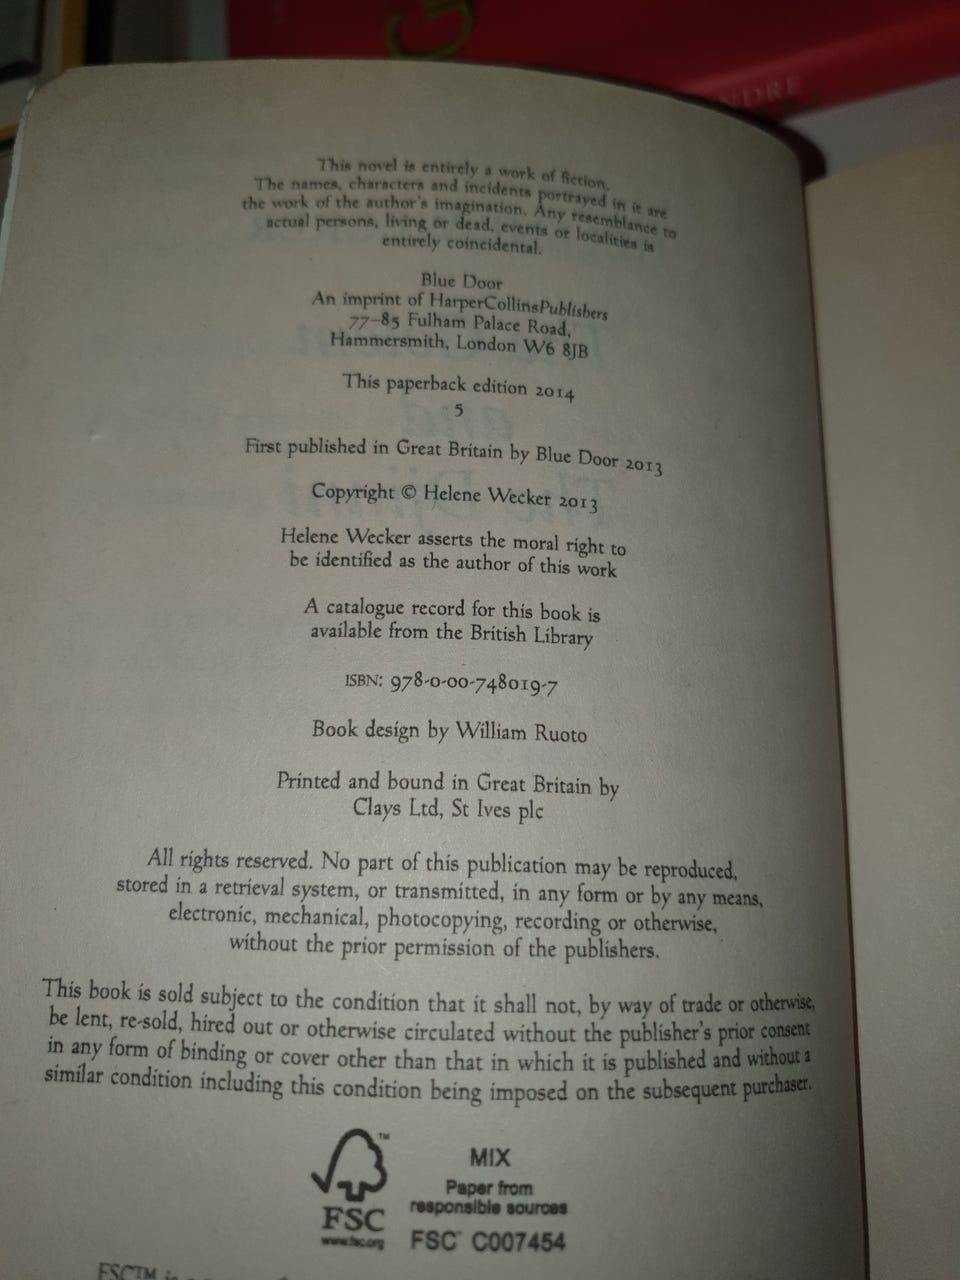 NDRE
This novel is entirely a work of fiction.
The names, characters and incidents portrayed in it are
the work of the author's imagination. Any resemblance to
actual persons, living or dead, events or localities is
entirely coincidental.
Blue Door
An imprint of HarperCollinsPublishers
77–85 Fulham Palace Road,
Hammersmith, London W6 8JB
This paperback edition 2014
5
First published in Great Britain by Blue Door 2013
Copyright © Helene Wecker 2013
Helene Wecker asserts the moral right to
be identified as the author of this work
A catalogue record for this book is
available from the British Library
ISBN: 978-0-00-748019-7
Book design by William Ruoto
Printed and bound in Great Britain by
Clays Ltd, St Ives plc
All rights reserved. No part of this publication may be reproduced,
stored in a retrieval system, or transmitted, in any form or by any means,
electronic, mechanical, photocopying, recording or otherwise,
without the prior permission of the publishers.
This book is sold subject to the condition that it shall not, by way of trade or otherwise,
be lent, re-sold, hired out or otherwise circulated without the publisher's prior consent
in any form of binding or cover other than that in which it is published and without a
similar condition including this condition being imposed on the subsequent purchaser.
™
FSC
www.fsc.org
MIX
Paper from
responsible sources
FSC™ C007454
FSC™ is